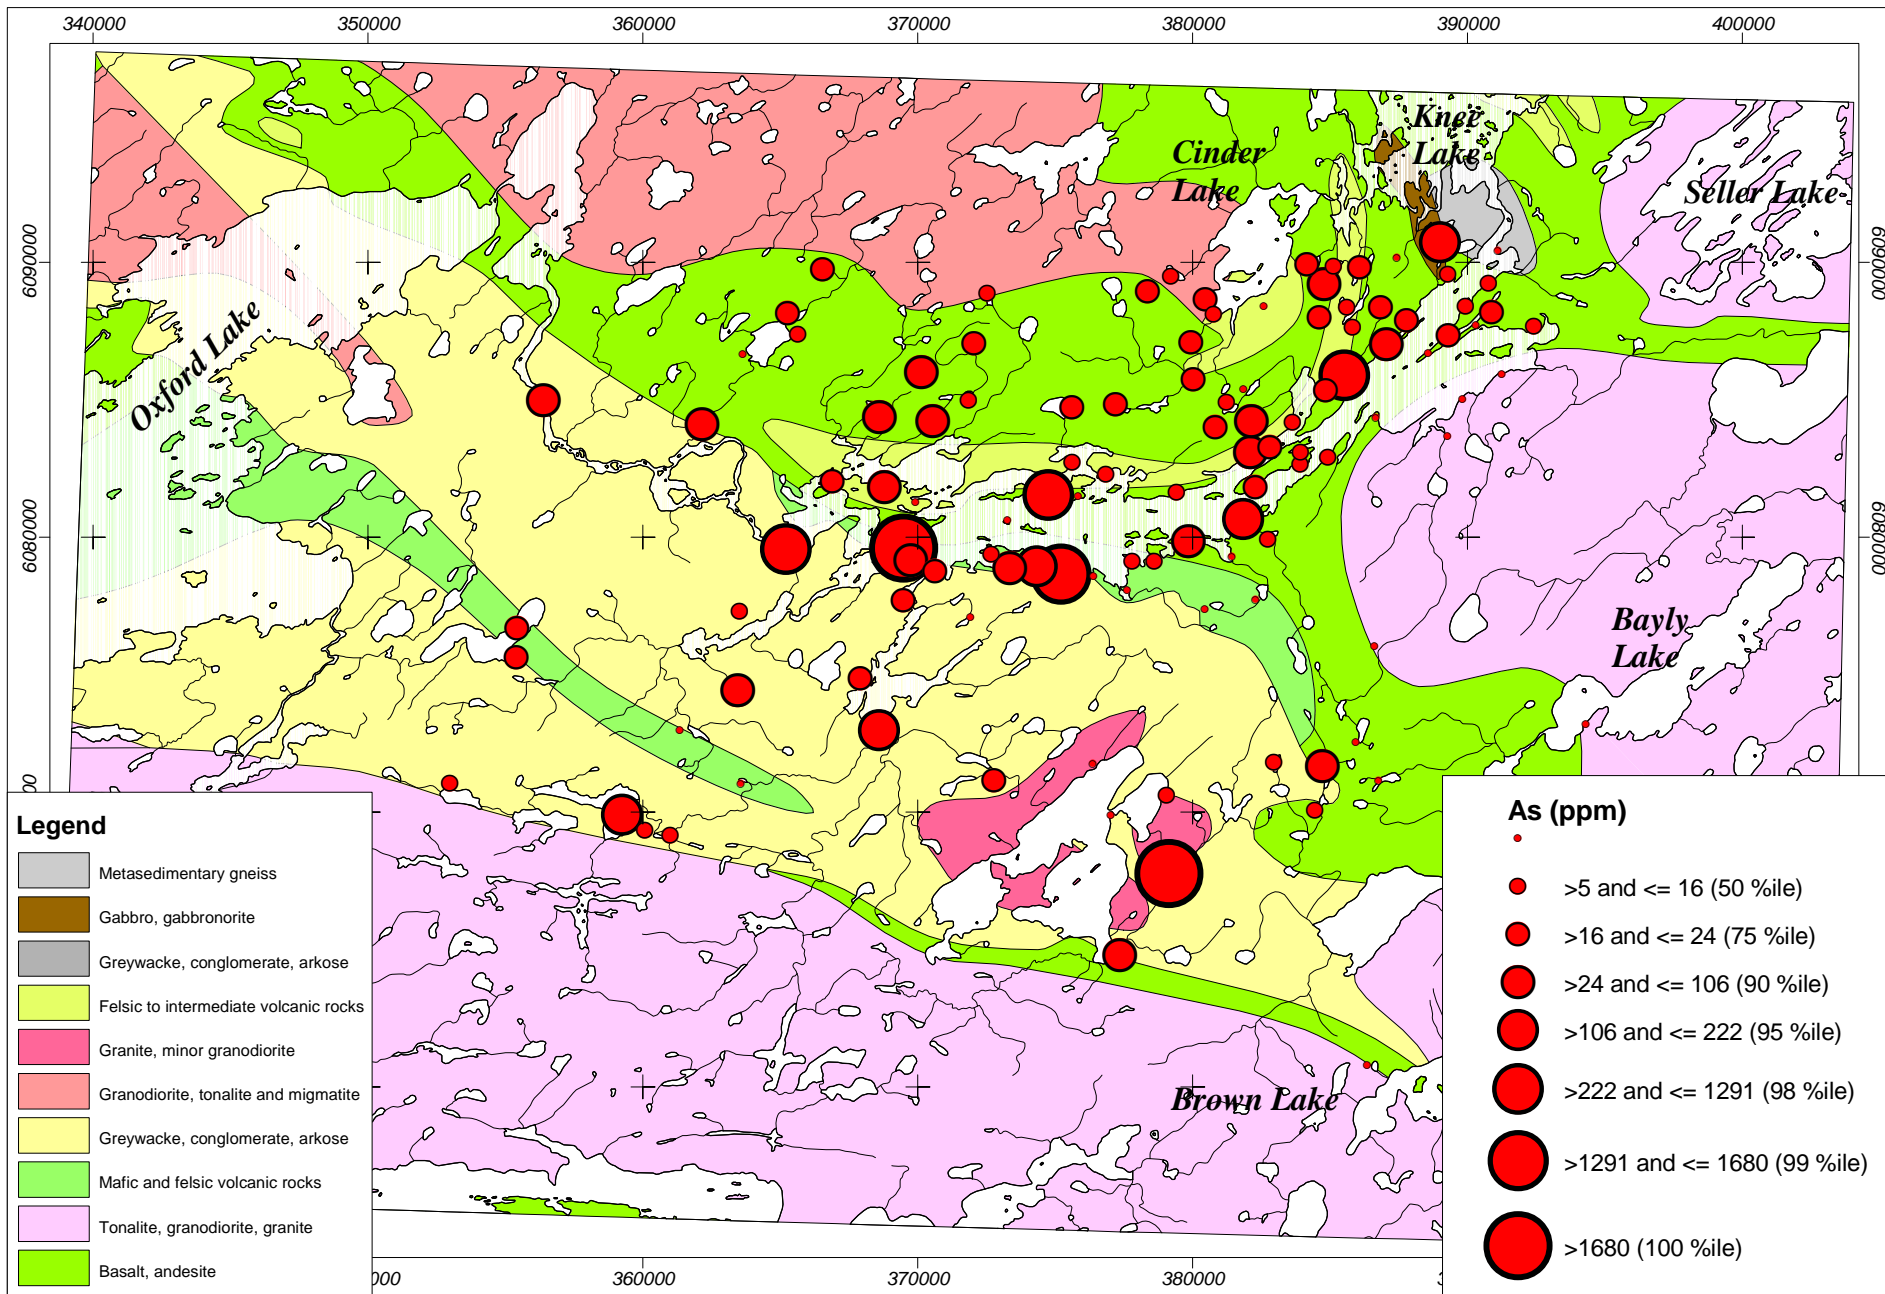 340000 350000 360000 370000 380000 390000 400000
Knee
Lake
Cinder
Lake
Seller Lake
6090000
6090000
Oxford Lake
6080000
6080000
Bayly
Lake
Brown Lake
Legend
Metasedimentary gneiss
Gabbro, gabbronorite
Greywacke, conglomerate, arkose
Felsic to intermediate volcanic rocks
Granite, minor granodiorite
Granodiorite, tonalite and migmatite
Greywacke, conglomerate, arkose
Mafic and felsic volcanic rocks
Tonalite, granodiorite, granite
Basalt, andesite
As (ppm)
>5 and <= 16 (50 %ile)
>16 and <= 24 (75 %ile)
>24 and <= 106 (90 %ile)
>106 and <= 222 (95 %ile)
>222 and <= 1291 (98 %ile)
>1291 and <= 1680 (99 %ile)
>1680 (100 %ile)
360000 370000 380000